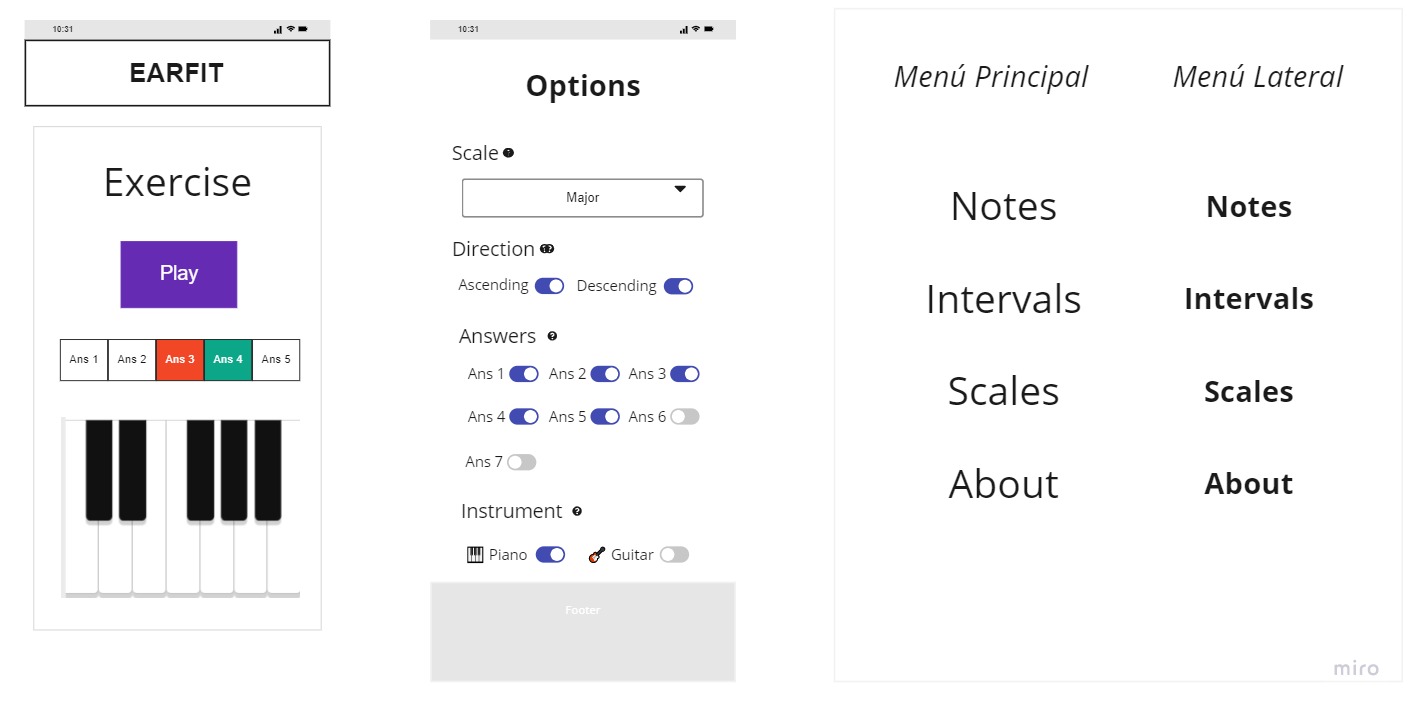 10:31
EARFIT
Exercise
Play
Ans 1 Ans 2 Ans 3 Ans 4 Ans 5
10:31
Options
Scale
Major
Direction
Ascending Descending
Answers ?
Ans 1 Ans 2 Ans 3
Ans 4 Ans 5 Ans 6
Ans 7
Instrument ?
Piano Guitar
Footer
Menú Principal Menú Lateral
Notes Notes
Intervals Intervals
Scales Scales
About About
miro